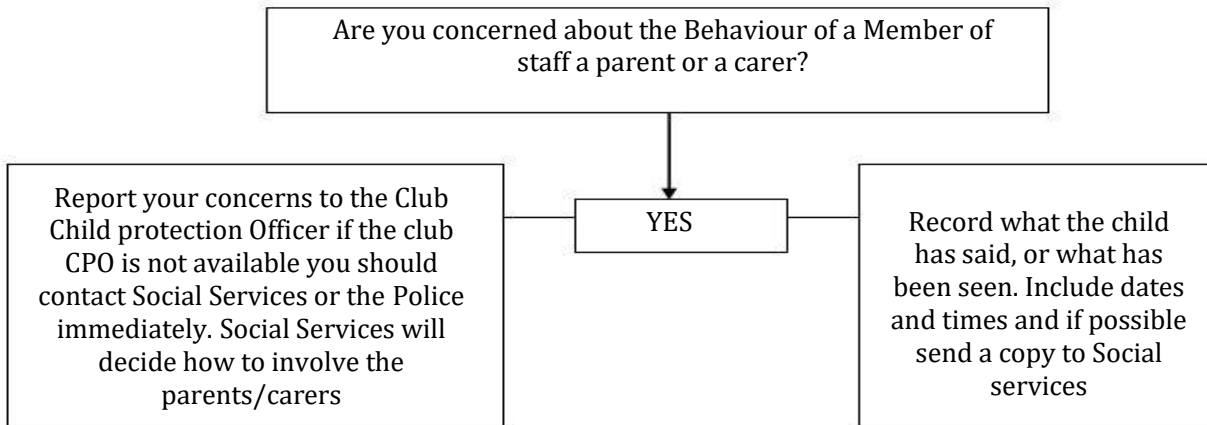 Are you concerned about the Behaviour of a Member of
staff a parent or a carer?
Report your concerns to the Club
Child protection Officer if the club
CPO is not available you should
contact Social Services or the Police
immediately. Social Services will
decide how to involve the
parents/carers
YES
Record what the child
has said, or what has
been seen. Include dates
and times and if possible
send a copy to Social
services